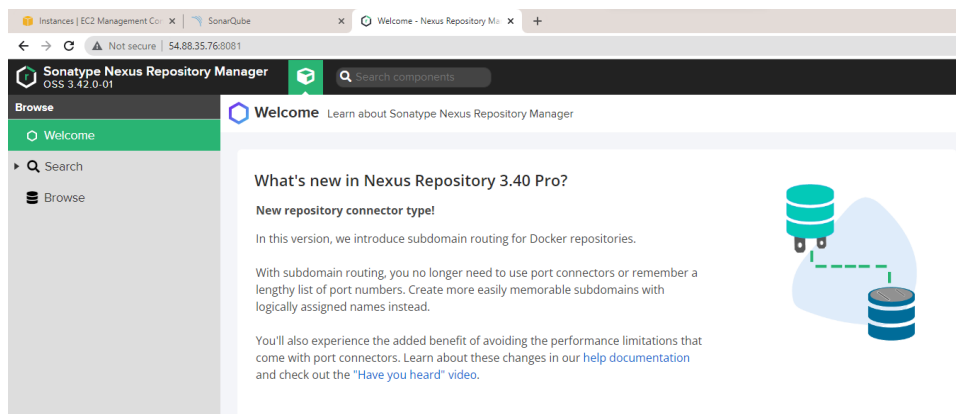 Instances | EC2 Management Con
SonarQube
Welcome - Nexus Repository Ma
Not secure | 54.88.35.76:8081
Sonatype Nexus Repository Manager
OSS 3.42.0-01
Search components
Browse
Welcome Learn about Sonatype Nexus Repository Manager
Welcome
Search
Browse
What's new in Nexus Repository 3.40 Pro?
New repository connector type!
In this version, we introduce subdomain routing for Docker repositories.
With subdomain routing, you no longer need to use port connectors or remember a
lengthy list of port numbers. Create more easily memorable subdomains with
logically assigned names instead.
You'll also experience the added benefit of avoiding the performance limitations that
come with port connectors. Learn about these changes in our help documentation
and check out the "Have you heard" video.